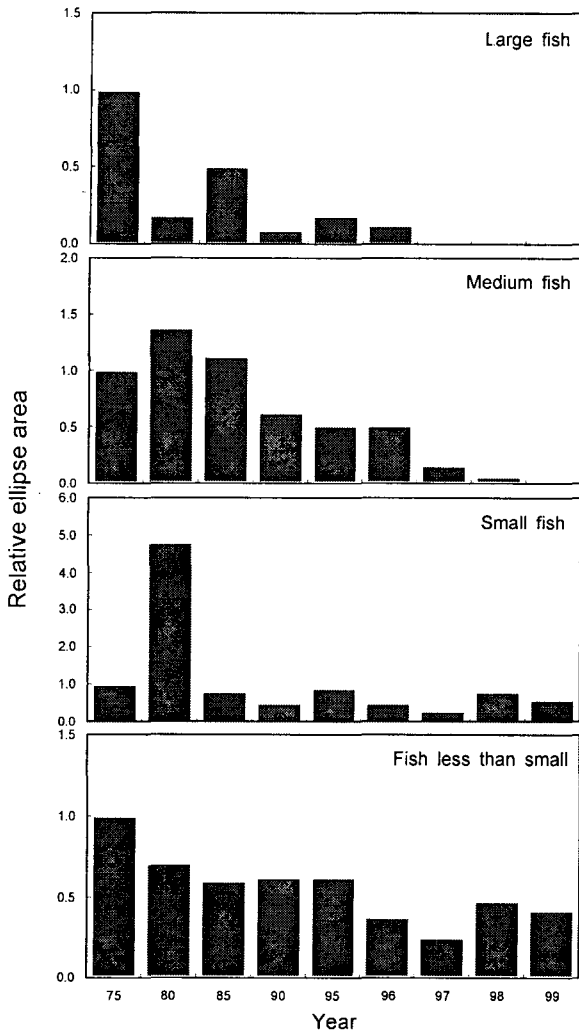 Relative ellipse area
1.5
Large fish
1.0
0.5
0.0
2.0
Medium fish
1.5
1.0
0.5
0.0
6.0
Small fish
5.0
4.0
3.0
2.0
1.0
0.0
1.5
Fish less than small
1.0
0.5
0.0
75 80 85 90 95 96 97 98 99
Year